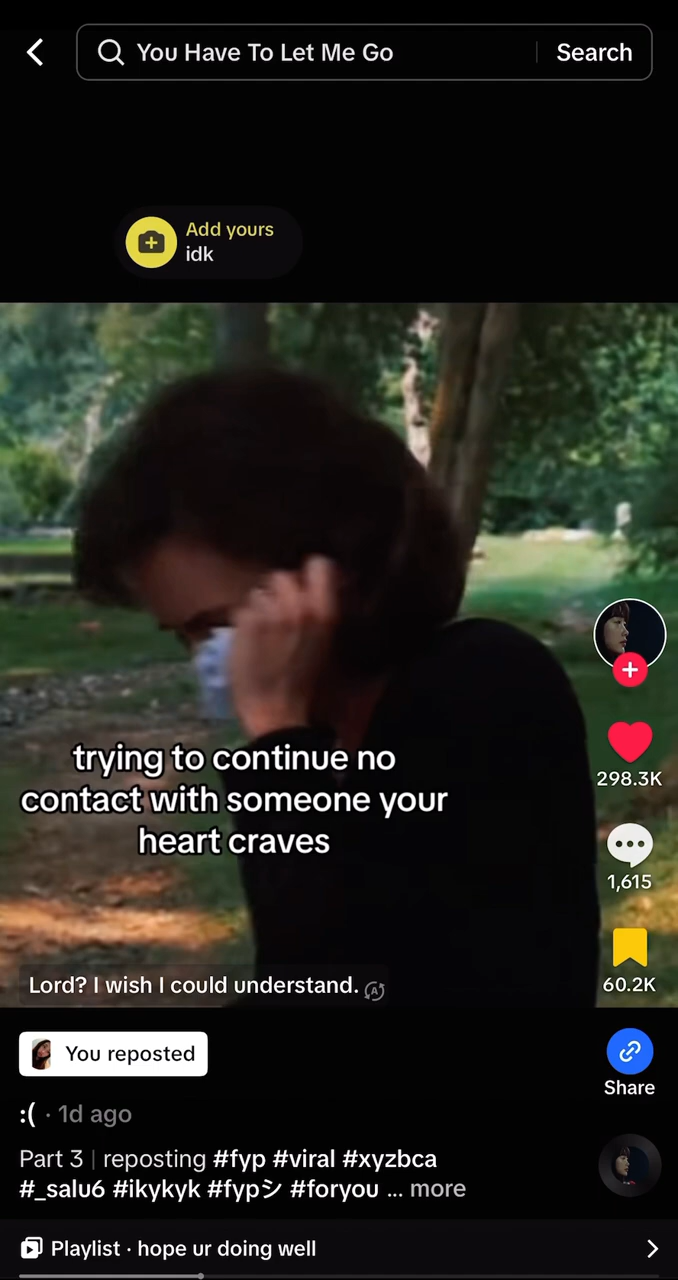 You Have To Let Me Go
Search
Add yours
idk
trying to continue no
contact with someone your
heart craves
298.3K
1,615
60.2K
Lord? I wish I could understand.
You reposted
Share
:( · 1d ago
Part 3 | reposting #fyp #viral #xyzbca
#_salu6 #ikykyk #fypシ #foryou ... more
Playlist · hope ur doing well